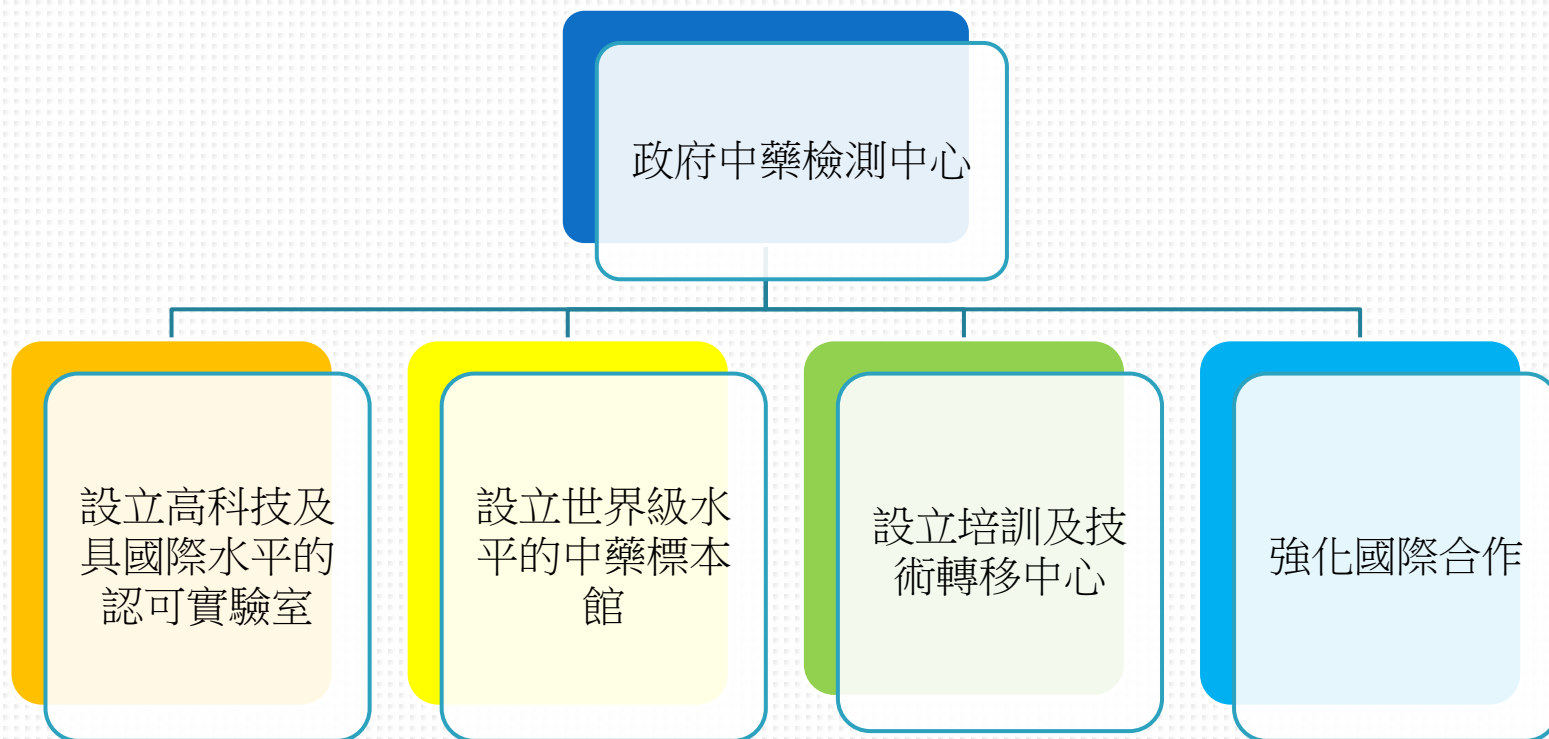 政府中藥檢測中心
設立高科技及
具國際水平的
認可實驗室
設立世界級水
平的中藥標本
館
設立培訓及技
術轉移中心
強化國際合作